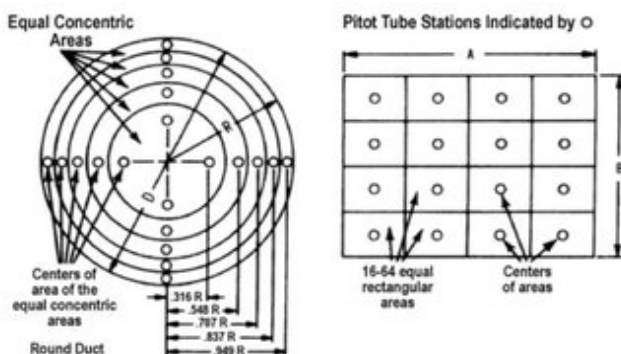 Equal Concentric
Areas
R
D
Centers of
area of the
equal concentric
areas
.316 R
.548 R
.707 R
.837 R
.949 R
Round Duct
Pitot Tube Stations Indicated by O
A
B
16-64 equal
rectangular
areas
Centers
of areas